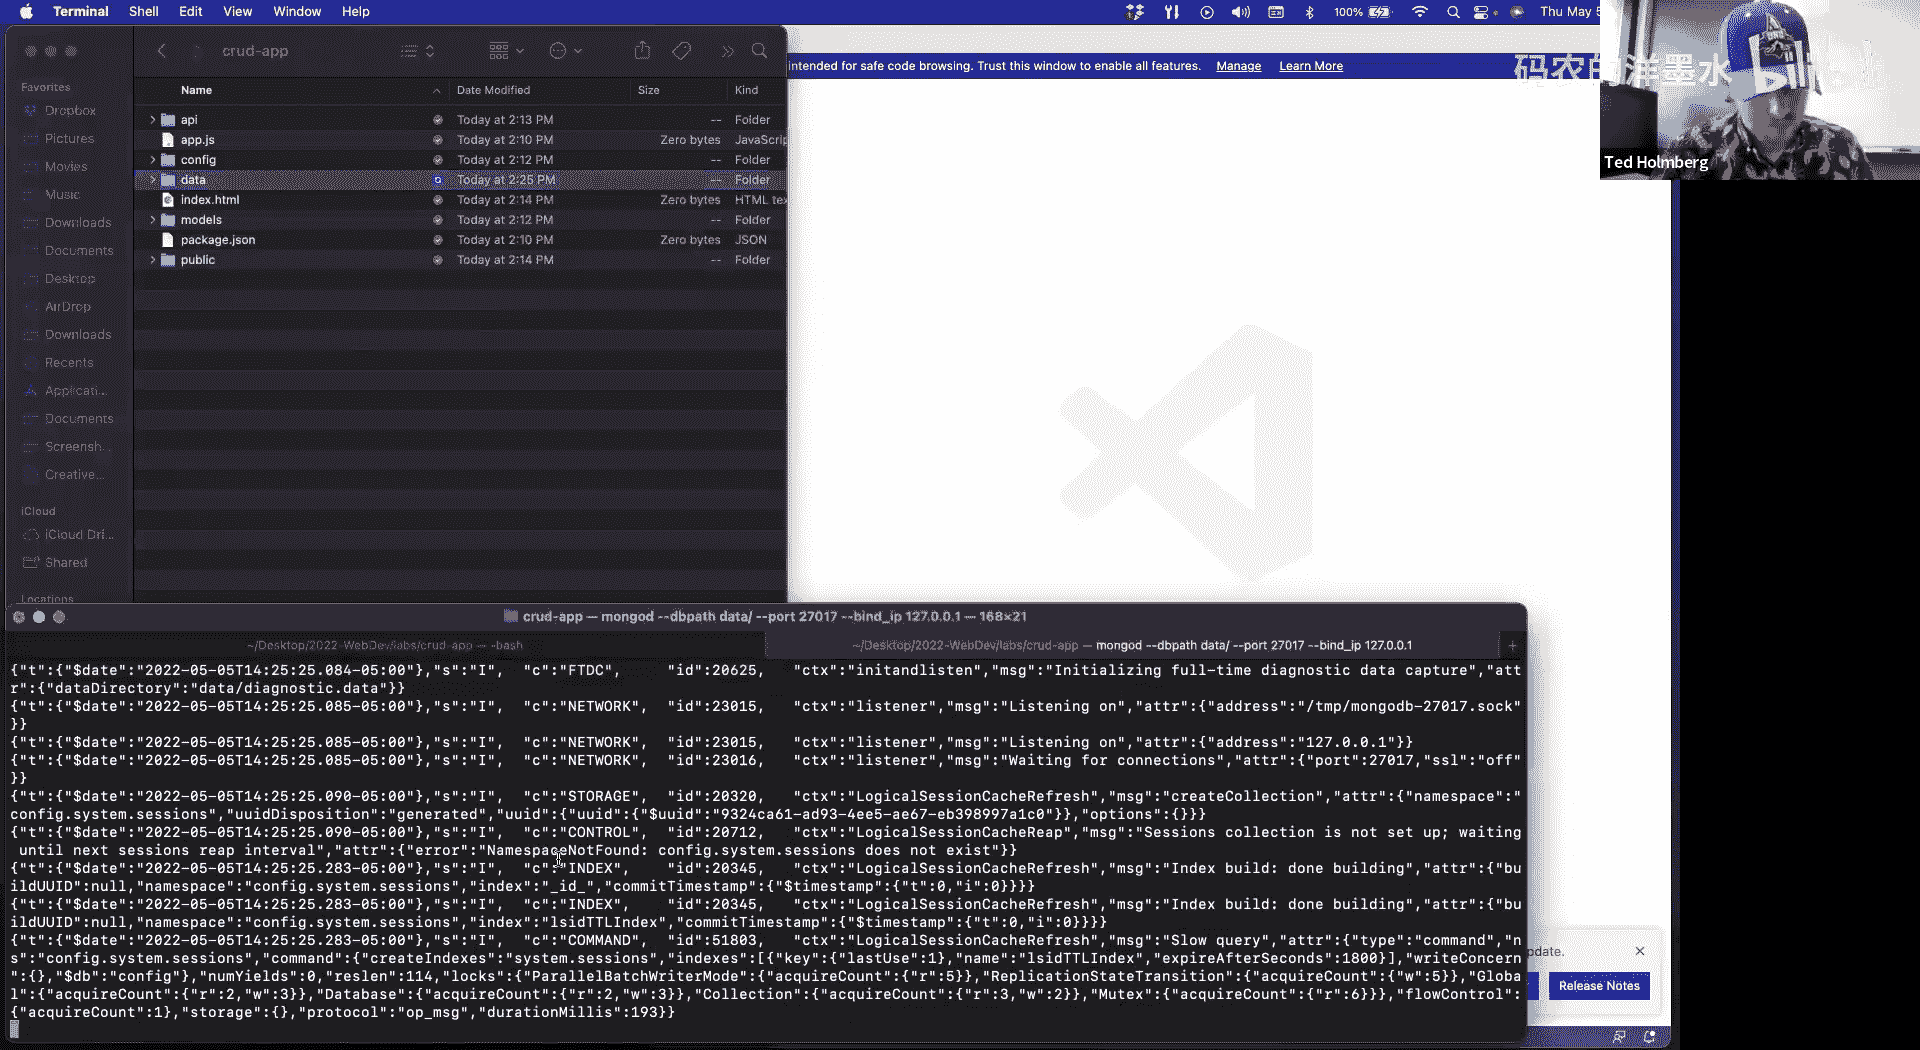 Terminal Shell Edit View Window Help 100% Thu May 5
crud-app
intended for safe code browsing. Trust this window to enable all features. Manage Learn More
码农的洋墨水
Ted Holmberg
Favorites
Dropbox
Pictures
Movies
Music
Downloads
Documents
Desktop
AirDrop
Downloads
Recents
Applicati...
Documents
Screensh...
Creative...
iCloud
iCloud Dri...
Shared
Locations
Name Date Modified Size Kind
api Today at 2:13 PM -- Folder
app.js Today at 2:10 PM Zero bytes JavaScrip
config Today at 2:12 PM -- Folder
data Today at 2:25 PM -- Folder
index.html Today at 2:14 PM Zero bytes HTML tex
models Today at 2:12 PM -- Folder
package.json Today at 2:10 PM Zero bytes JSON
public Today at 2:14 PM -- Folder
crud-app — mongod --dbpath data/ --port 27017 --bind_ip 127.0.0.1 — 168×21
~/Desktop/2022-WebDev/labs/crud-app — -bash
~/Desktop/2022-WebDev/labs/crud-app — mongod --dbpath data/ --port 27017 --bind_ip 127.0.0.1
{"t":{"$date":"2022-05-05T14:25:25.084-05:00"},"s":"I", "c":"FTDC", "id":20625, "ctx":"initandlisten","msg":"Initializing full-time diagnostic data capture","att
r":{"dataDirectory":"data/diagnostic.data"}}
{"t":{"$date":"2022-05-05T14:25:25.085-05:00"},"s":"I", "c":"NETWORK", "id":23015, "ctx":"listener","msg":"Listening on","attr":{"address":"/tmp/mongodb-27017.sock"
}}
{"t":{"$date":"2022-05-05T14:25:25.085-05:00"},"s":"I", "c":"NETWORK", "id":23015, "ctx":"listener","msg":"Listening on","attr":{"address":"127.0.0.1"}}
{"t":{"$date":"2022-05-05T14:25:25.085-05:00"},"s":"I", "c":"NETWORK", "id":23016, "ctx":"listener","msg":"Waiting for connections","attr":{"port":27017,"ssl":"off"
}}
{"t":{"$date":"2022-05-05T14:25:25.090-05:00"},"s":"I", "c":"STORAGE", "id":20320, "ctx":"LogicalSessionCacheRefresh","msg":"createCollection","attr":{"namespace":"
config.system.sessions","uuidDisposition":"generated","uuid":{"uuid":{"$uuid":"9324ca61-ad93-4ee5-ae67-eb398997a1c0"}},"options":{}}}
{"t":{"$date":"2022-05-05T14:25:25.090-05:00"},"s":"I", "c":"CONTROL", "id":20712, "ctx":"LogicalSessionCacheReap","msg":"Sessions collection is not set up; waiting
until next sessions reap interval","attr":{"error":"NamespaceNotFound: config.system.sessions does not exist"}}
{"t":{"$date":"2022-05-05T14:25:25.283-05:00"},"s":"I", "c":"INDEX", "id":20345, "ctx":"LogicalSessionCacheRefresh","msg":"Index build: done building","attr":{"bu
ildUUID":null,"namespace":"config.system.sessions","index":"_id_","commitTimestamp":{"$timestamp":{"t":0,"i":0}}}}
{"t":{"$date":"2022-05-05T14:25:25.283-05:00"},"s":"I", "c":"INDEX", "id":20345, "ctx":"LogicalSessionCacheRefresh","msg":"Index build: done building","attr":{"bu
ildUUID":null,"namespace":"config.system.sessions","index":"lsidTTLIndex","commitTimestamp":{"$timestamp":{"t":0,"i":0}}}}
{"t":{"$date":"2022-05-05T14:25:25.283-05:00"},"s":"I", "c":"COMMAND", "id":51803, "ctx":"LogicalSessionCacheRefresh","msg":"Slow query","attr":{"type":"command","n
s":"config.system.sessions","command":{"createIndexes":"system.sessions","indexes":[{"key":{"lastUse":1},"name":"lsidTTLIndex","expireAfterSeconds":1800}],"writeConcern
":{},"$db":"config"},"numYields":0,"reslen":114,"locks":{"ParallelBatchWriterMode":{"acquireCount":{"r":5}},"ReplicationStateTransition":{"acquireCount":{"w":5}},"Globa
l":{"acquireCount":{"r":2,"w":3}},"Database":{"acquireCount":{"r":2,"w":3}},"Collection":{"acquireCount":{"r":3,"w":2}},"Mutex":{"acquireCount":{"r":6}}},"flowControl":
{"acquireCount":1},"storage":{},"protocol":"op_msg","durationMillis":193}}
pdate.
Release Notes